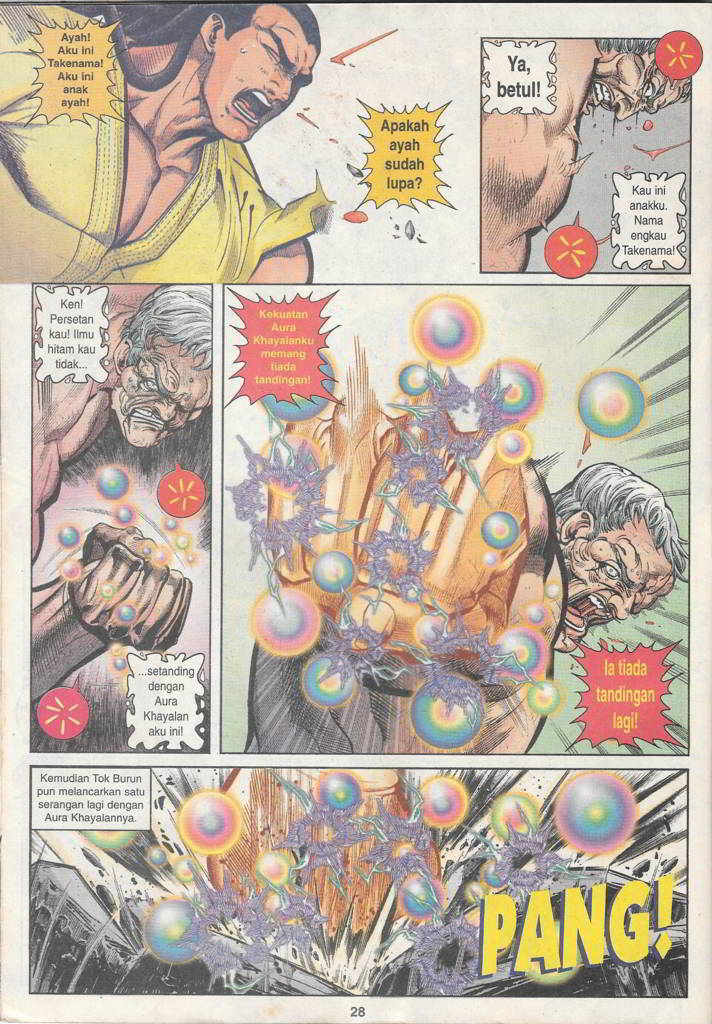 Ayah!
Aku ini
Takenama!
Aku ini
anak
ayah!
Apakah
ayah
sudah
lupa?
Ya,
betul!
Kau ini
anakku.
Nama
engkau
Takenama!
Ken!
Persetan
kau! Ilmu
hitam kau
tidak...
...setanding
dengan
Aura
Khayalan
aku ini!
Kekuatan
Aura
Khayalanku
memang
tiada
tandingan!
Ia tiada
tandingan
lagi!
Kemudian Tok Burun
pun melancarkan satu
serangan lagi dengan
Aura Khayalannya.
PANG!
28